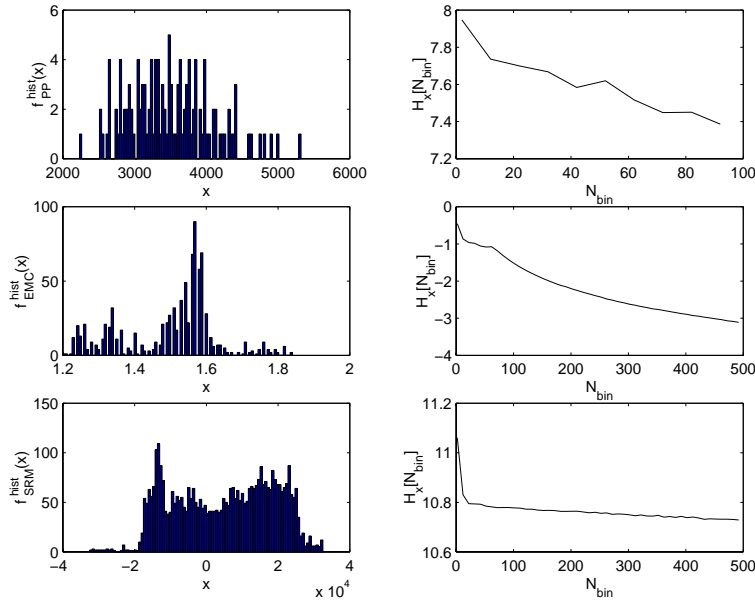 6
4
2
0
2000 3000 4000 5000 6000
x
f_PP^hist(x)
8
7.8
7.6
7.4
7.2
0 20 40 60 80 100
N_bin
H_x[N_bin]
100
50
0
1.2 1.4 1.6 1.8 2
x
f_EMC^hist(x)
0
−1
−2
−3
−4
0 100 200 300 400 500
N_bin
H_x[N_bin]
150
100
50
0
−4 −2 0 2 4
x
x 10^4
f_SRM^hist(x)
11.2
11
10.8
10.6
0 100 200 300 400 500
N_bin
H_x[N_bin]